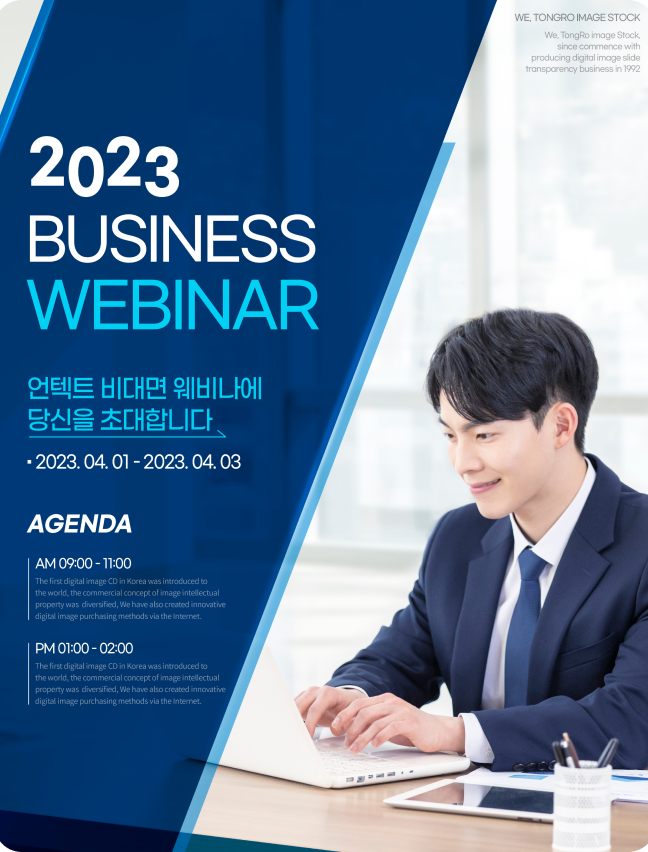 WE, TONGRO IMAGE STOCK
We, TongRo image Stock,
since commence with
producing digital image slide
transparency business in 1992
2023
BUSINESS
WEBINAR
언텍트 비대면 웨비나에
당신을 초대합니다
2023. 04. 01 - 2023. 04. 03
AGENDA
AM 09:00 - 11:00
The first digital image CD in Korea was introduced to
the world, the commercial concept of image intellectual
property was diversified, We have also created innovative
digital image purchasing methods via the Internet.
PM 01:00 - 02:00
The first digital image CD in Korea was introduced to
the world, the commercial concept of image intellectual
property was diversified, We have also created innovative
digital image purchasing methods via the Internet.